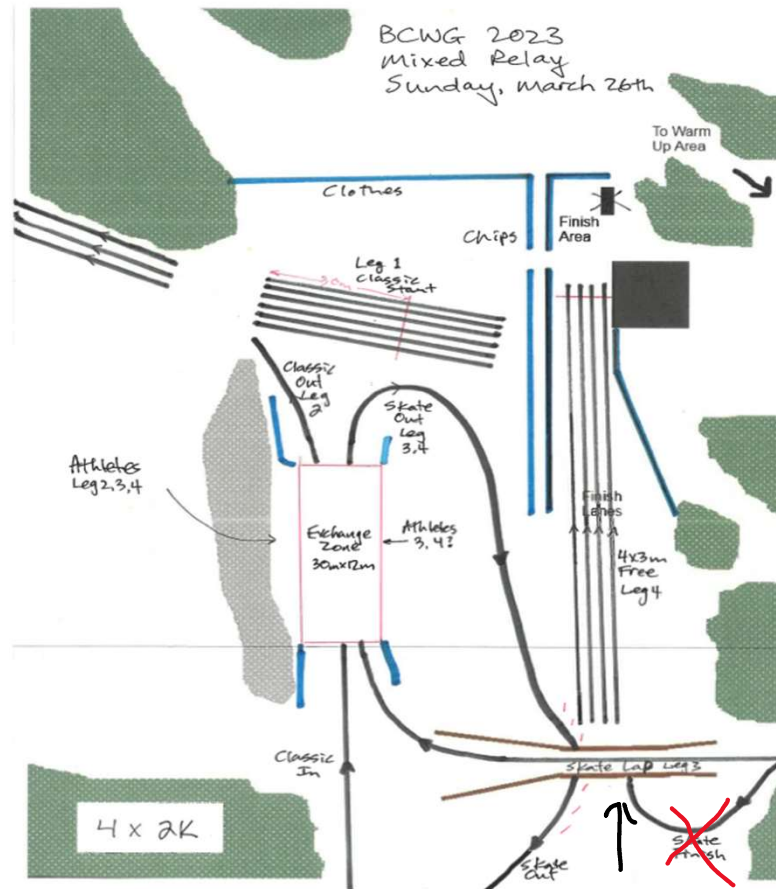 BCWG 2023
Mixed Relay
Sunday, March 26th
To Warm
Up Area
Clothes
Chips
Finish
Area
Leg 1
Classic
Start
30m
Classic
Out
Leg
2
Skate
Out
Leg
3,4
Athletes
Leg 2,3,4
Exchange
Zone
30m x 12m
Athletes
3, 4?
Finish
Lanes
4x3m
Free
Leg 4
Classic
In
Skate Lap Leg 3
4 x 2K
Skate
Out
Skate
Finish